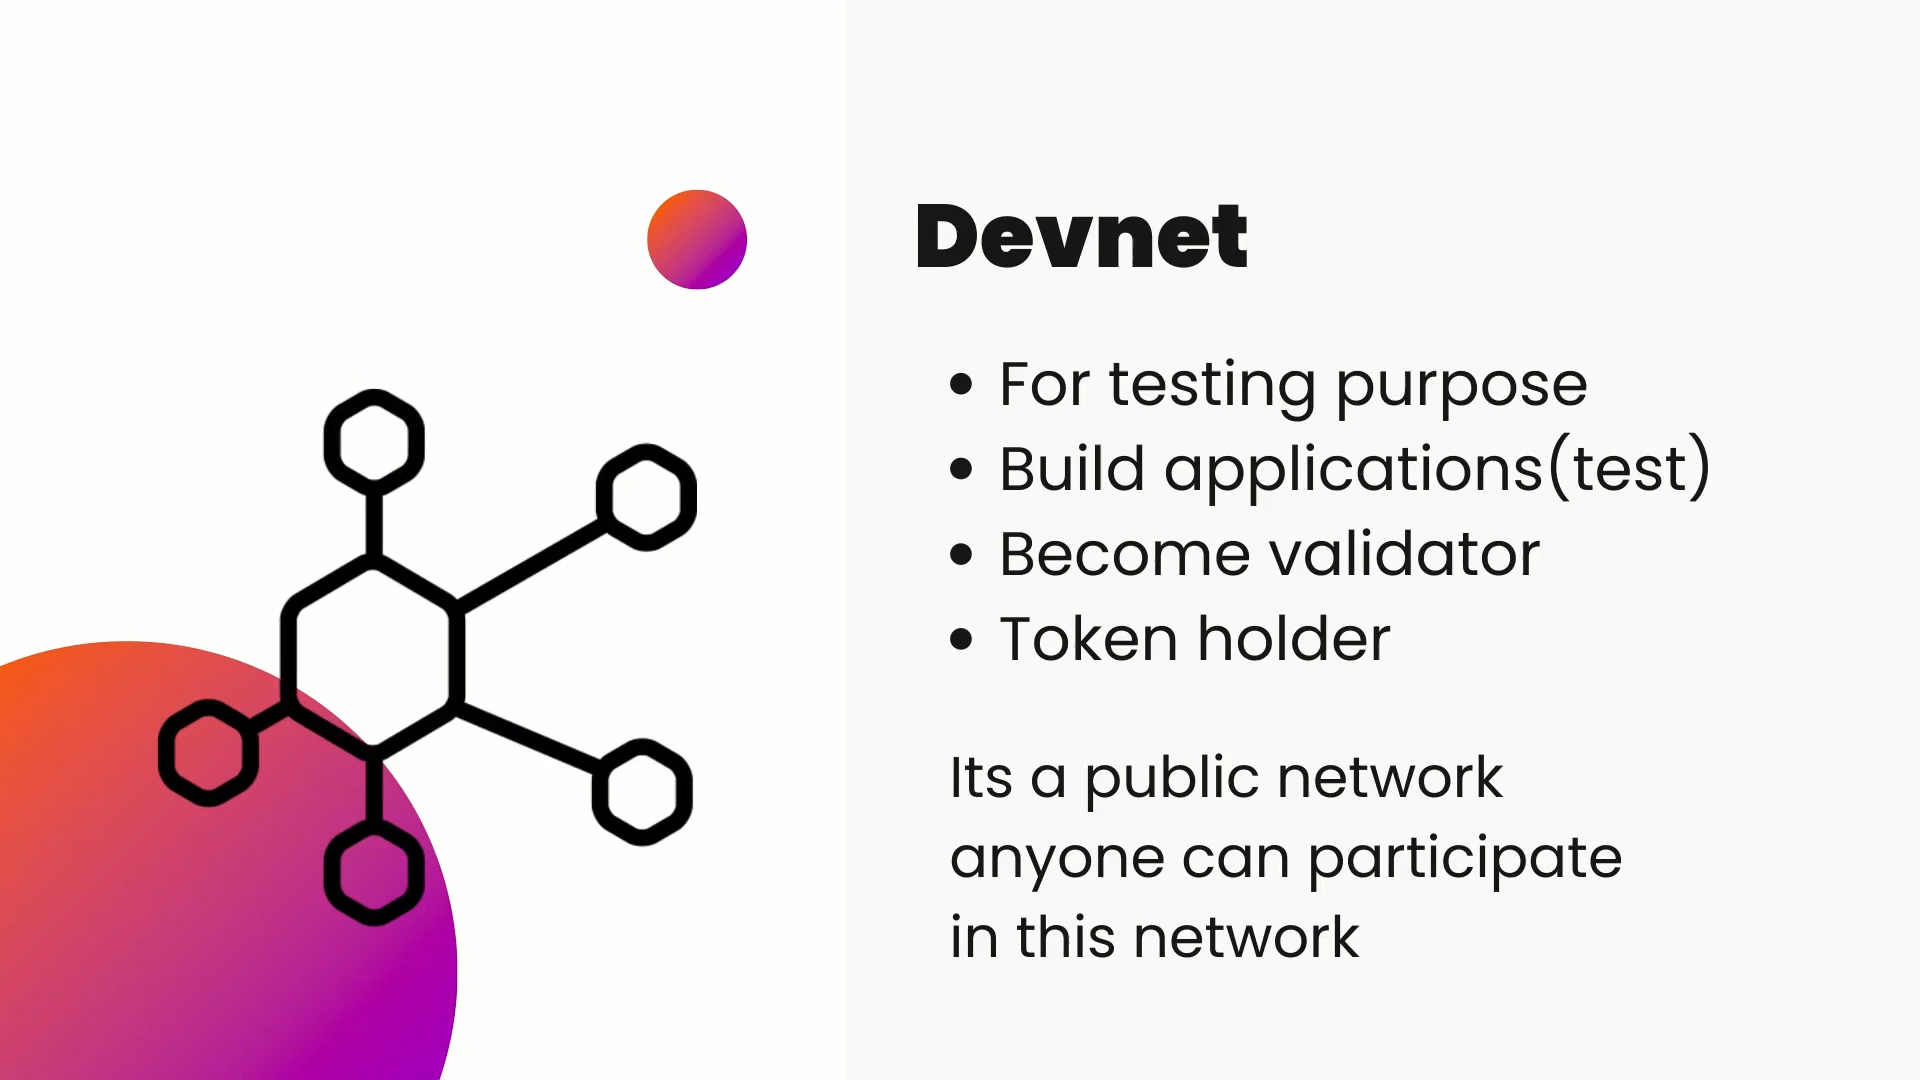 Devnet
• For testing purpose
• Build applications(test)
• Become validator
• Token holder
Its a public network
anyone can participate
in this network